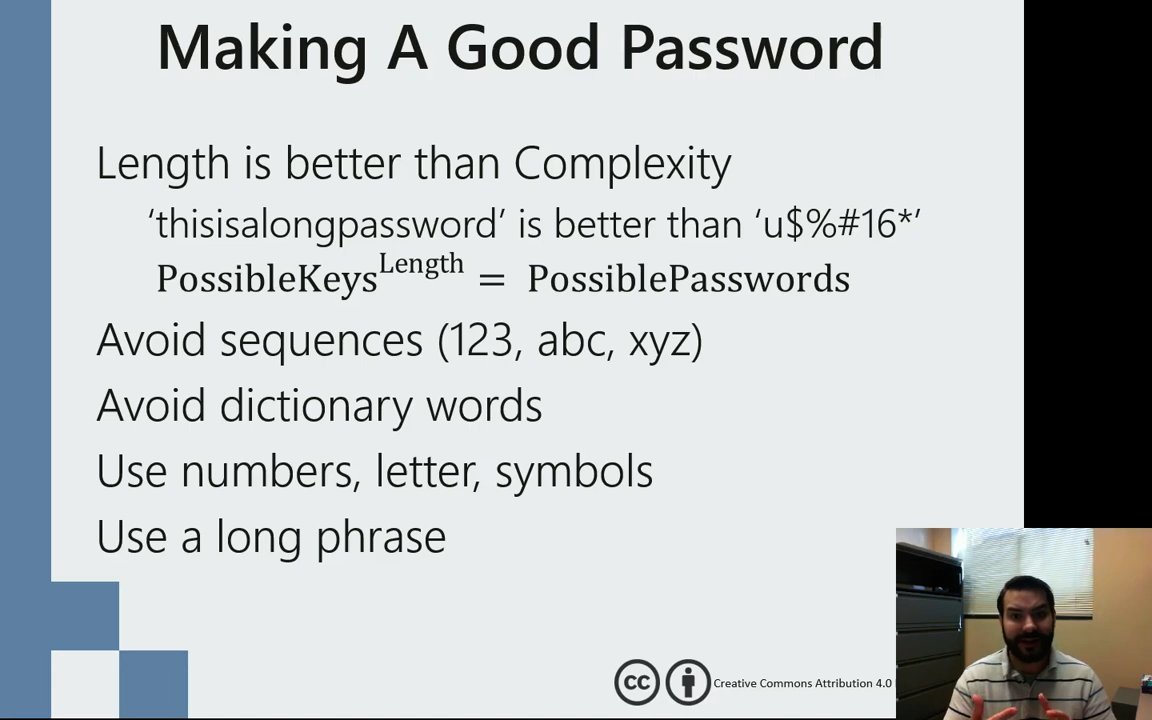 Making A Good Password
Length is better than Complexity
‘thisisalongpassword’ is better than ‘u$%#16*’
PossibleKeys^Length = PossiblePasswords
Avoid sequences (123, abc, xyz)
Avoid dictionary words
Use numbers, letter, symbols
Use a long phrase
cc Creative Commons Attribution 4.0